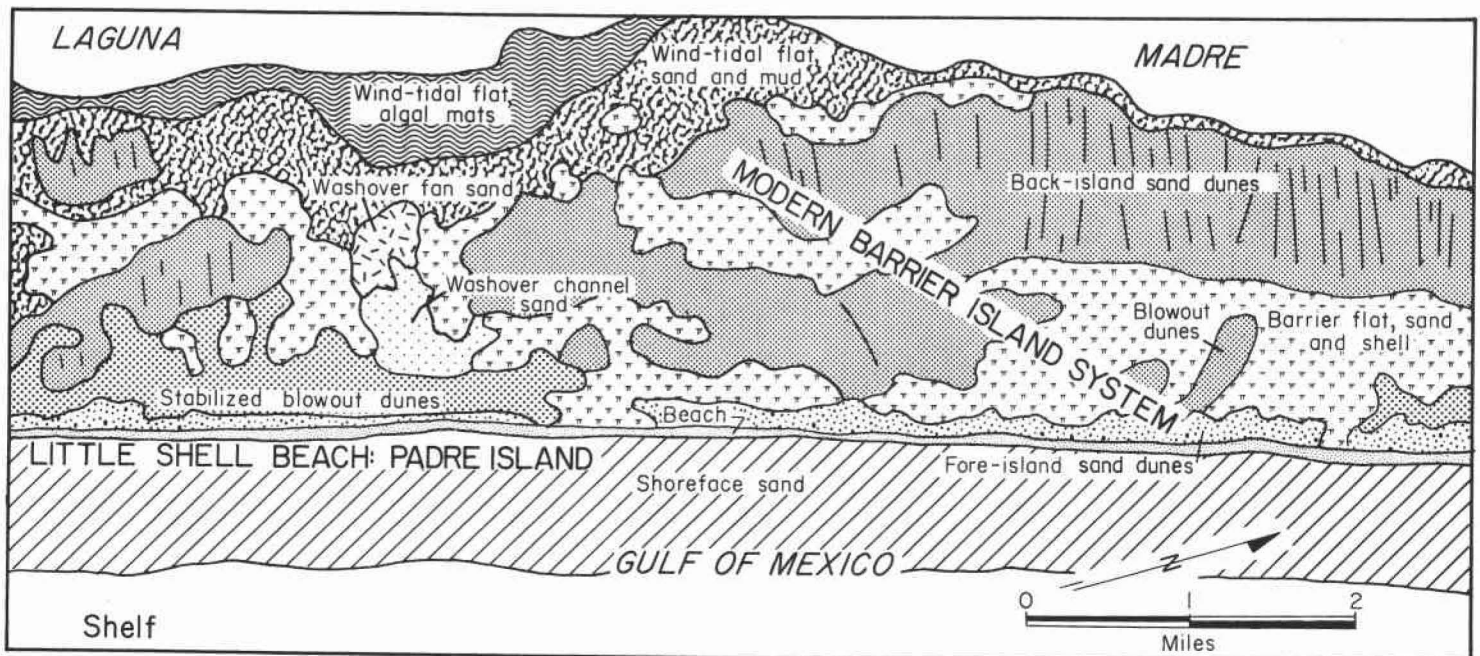 LAGUNA
MADRE
Wind-tidal flat,
sand and mud
Wind-tidal flat,
algal mats
Washover fan sand
MODERN BARRIER ISLAND SYSTEM
Back-island sand dunes
Washover channel
sand
Blowout
dunes
Barrier flat, sand
and shell
Stabilized blowout dunes
Beach
LITTLE SHELL BEACH: PADRE ISLAND
Fore-island sand dunes
Shoreface sand
GULF OF MEXICO
N
0 1 2
Miles
Shelf